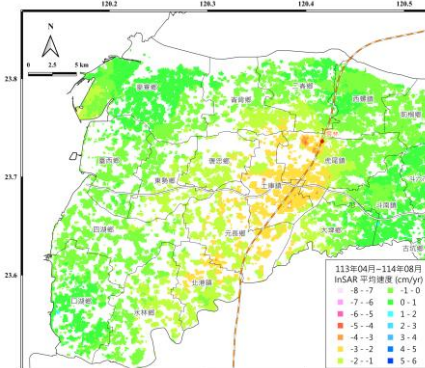 120.2 120.3 120.4 120.5
N
0 2.5 5 km
23.8
麥寮鄉
崙背鄉
二崙鄉
西螺鎮
莿桐鄉
臺西鄉
褒忠鄉
虎尾鎮
23.7
東勢鄉
土庫鎮
斗六
斗南鎮
四湖鄉
元長鄉
大埤鄉
古坑鄉
23.6
北港鎮
口湖鄉
水林鄉
113年04月−114年08月
InSAR 平均速度 (cm/yr)
-8 - -7 -1 - 0
-7 - -6 0 - 1
-6 - -5 1 - 2
-5 - -4 2 - 3
-4 - -3 3 - 4
-3 - -2 4 - 5
-2 - -1 5 - 6